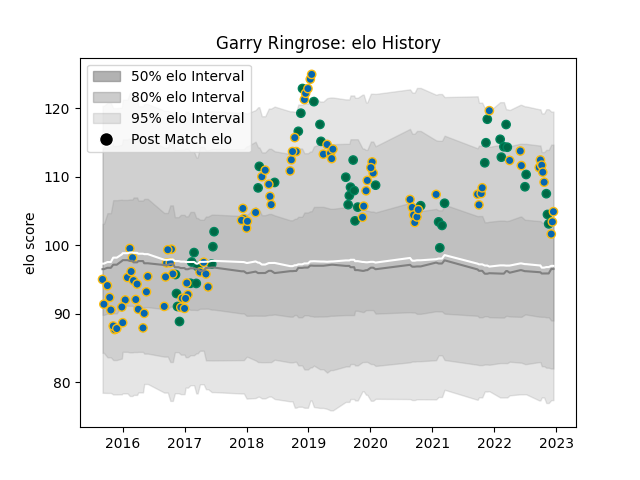 Garry Ringrose: elo History
50% elo Interval
80% elo Interval
95% elo Interval
Post Match elo
elo score
120
110
100
90
80
2016 2017 2018 2019 2020 2021 2022 2023